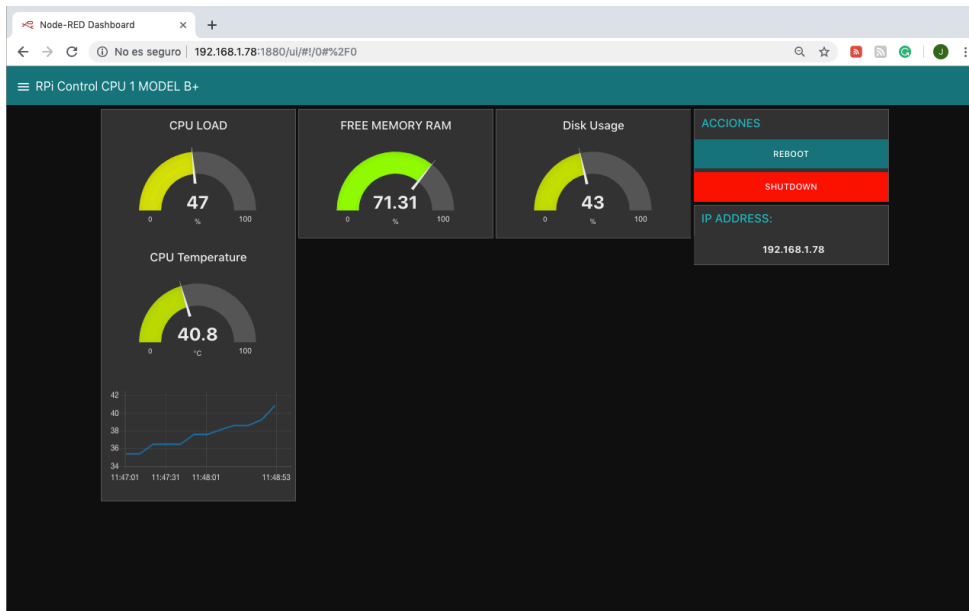 Node-RED Dashboard
No es seguro 192.168.1.78:1880/ui/#!/0#%2F0
J
RPi Control CPU 1 MODEL B+
CPU LOAD
47
0 % 100
CPU Temperature
40.8
0 °C 100
42
40
38
36
34
11:47:01 11:47:31 11:48:01 11:48:53
FREE MEMORY RAM
71.31
0 % 100
Disk Usage
43
0 % 100
ACCIONES
REBOOT
SHUTDOWN
IP ADDRESS:
192.168.1.78